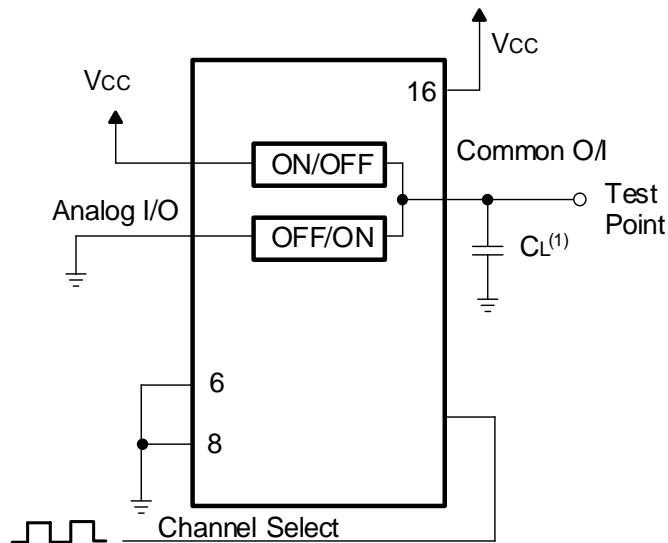 VCC
VCC
16
ON/OFF
Common O/I
Analog I/O
OFF/ON
Test
Point
CL(1)
6
8
Channel Select